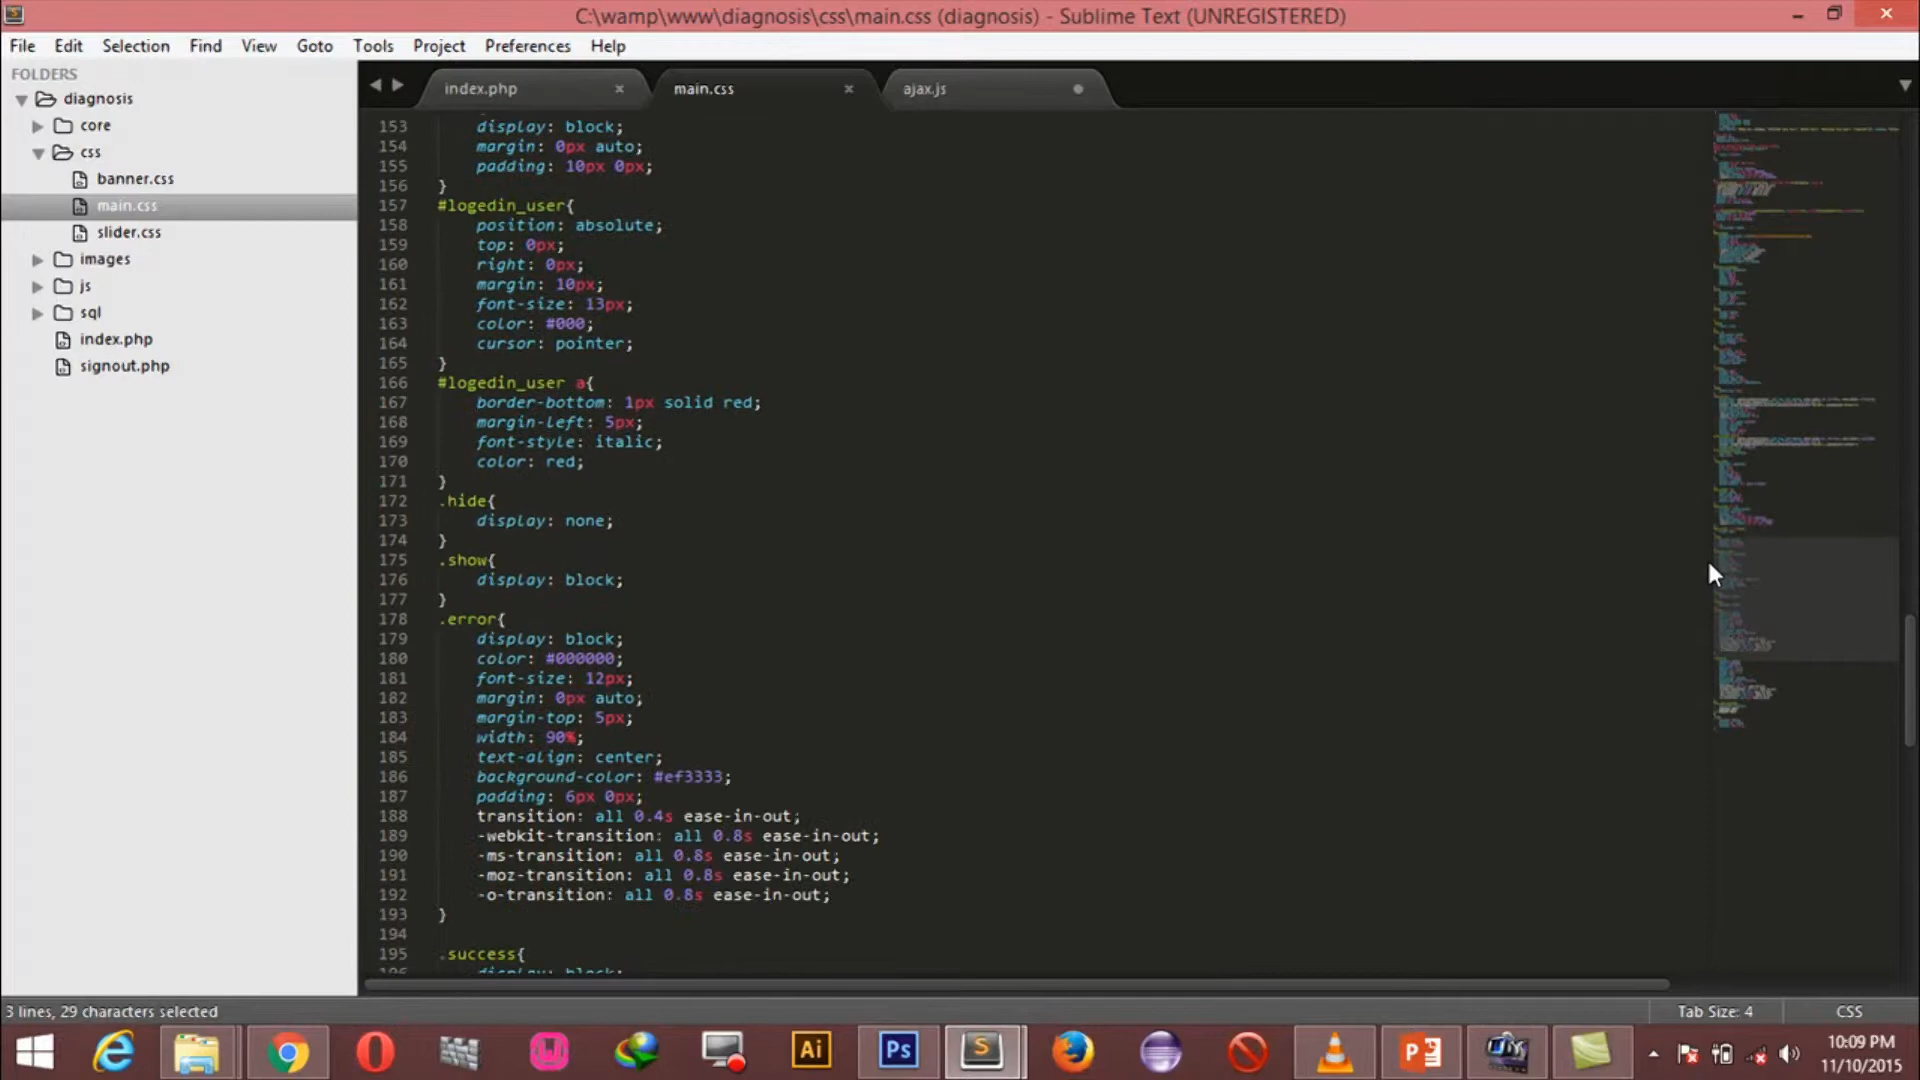 C:\wamp\www\diagnosis\css\main.css (diagnosis) - Sublime Text (UNREGISTERED)
File Edit Selection Find View Goto Tools Project Preferences Help
FOLDERS
diagnosis
core
css
banner.css
main.css
slider.css
images
js
sql
index.php
signout.php
index.php main.css ajax.js
153 display: block;
154 margin: 0px auto;
155 padding: 10px 0px;
156 }
157 #logedin_user{
158 position: absolute;
159 top: 0px;
160 right: 0px;
161 margin: 10px;
162 font-size: 13px;
163 color: #000;
164 cursor: pointer;
165 }
166 #logedin_user a{
167 border-bottom: 1px solid red;
168 margin-left: 5px;
169 font-style: italic;
170 color: red;
171 }
172 .hide{
173 display: none;
174 }
175 .show{
176 display: block;
177 }
178 .error{
179 display: block;
180 color: #000000;
181 font-size: 12px;
182 margin: 0px auto;
183 margin-top: 5px;
184 width: 90%;
185 text-align: center;
186 background-color: #ef3333;
187 padding: 6px 0px;
188 transition: all 0.4s ease-in-out;
189 -webkit-transition: all 0.8s ease-in-out;
190 -ms-transition: all 0.8s ease-in-out;
191 -moz-transition: all 0.8s ease-in-out;
192 -o-transition: all 0.8s ease-in-out;
193 }
194
195 .success{
196 display: block;
3 lines, 29 characters selected
Tab Size: 4 CSS
Ai Ps S
10:09 PM
11/10/2015